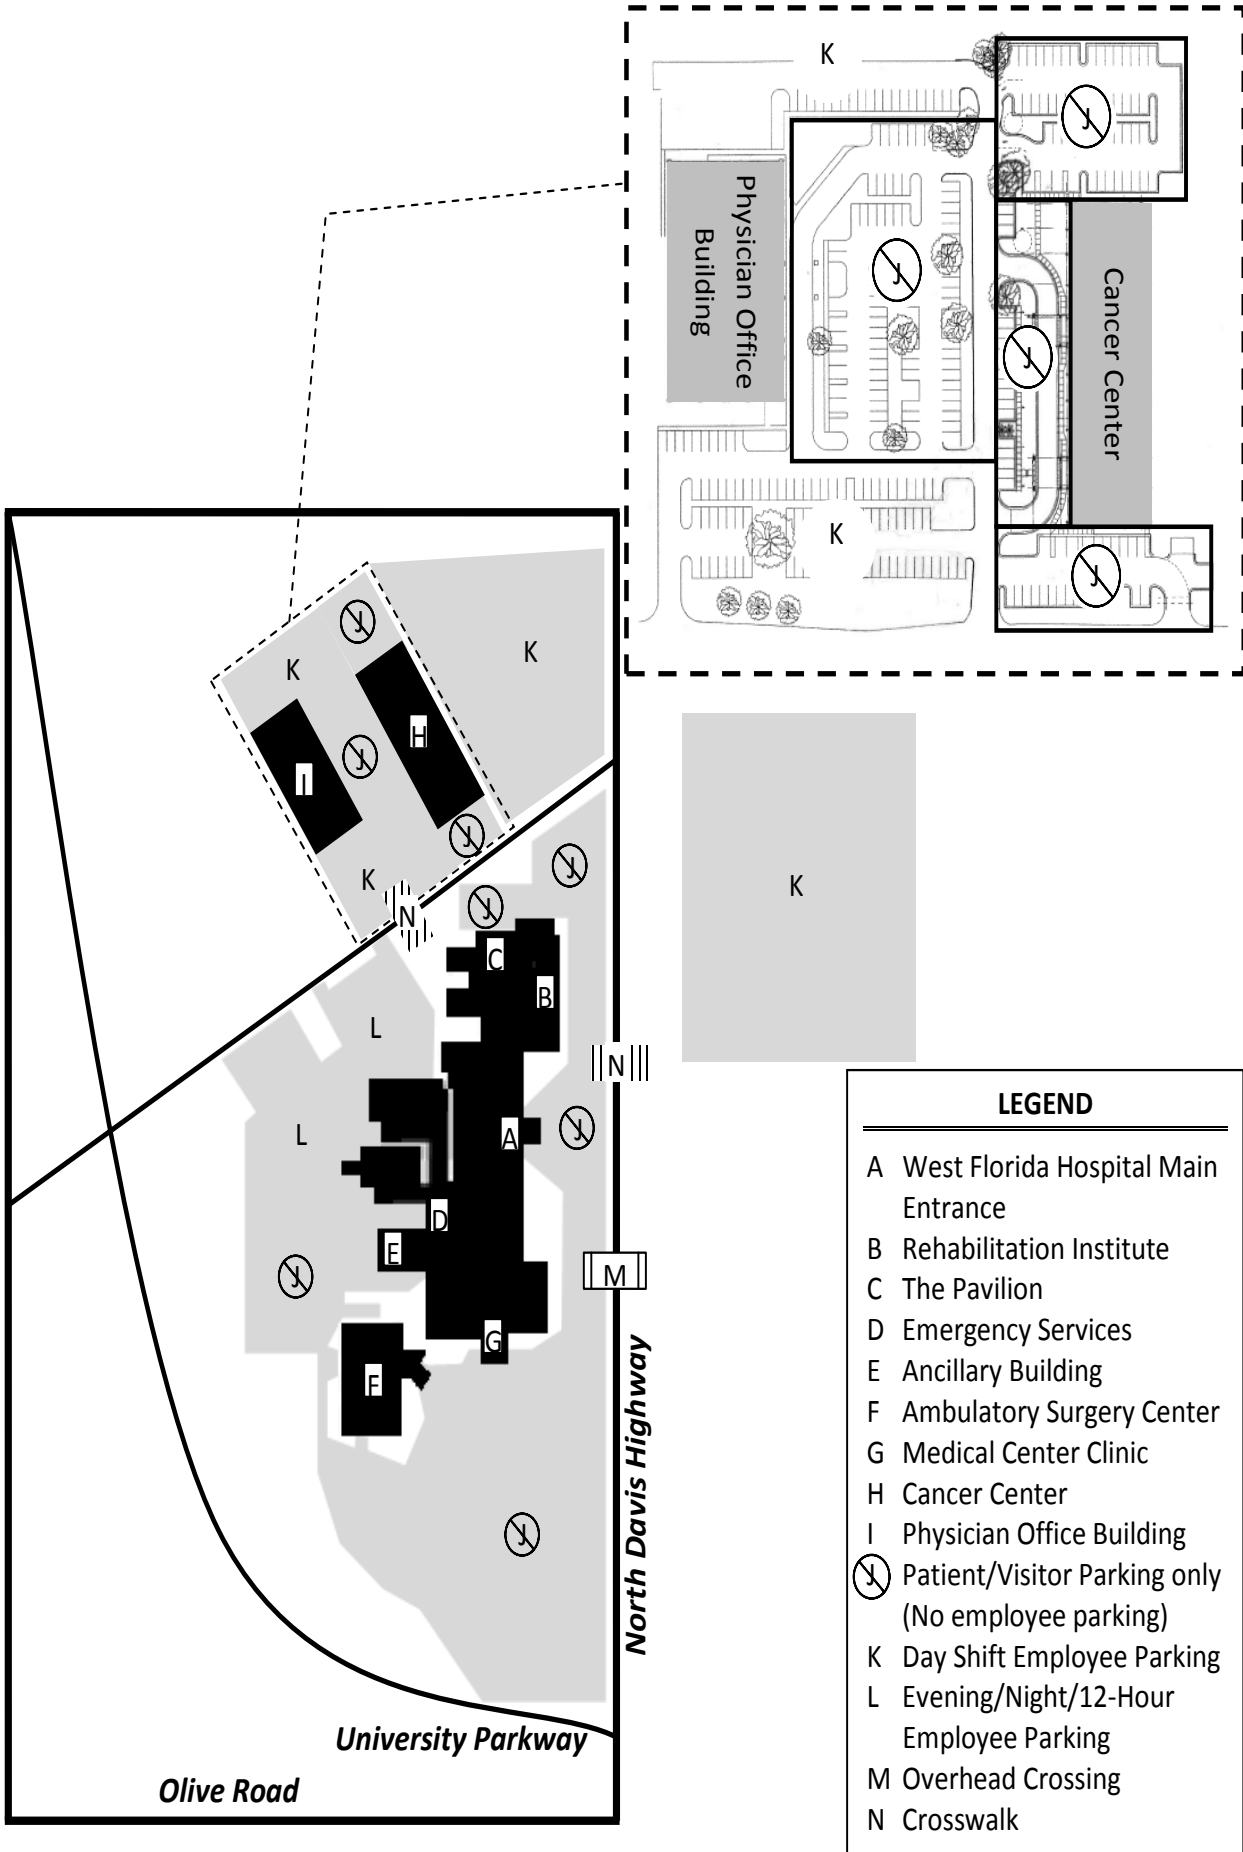 K
J
Physician Office
Building
J
J
Cancer Center
K
J
J
K
K
H
J
I
J
J
K
K
N
J
C
B
L
N
L
A
J
D
E
J
M
G
F
J
North Davis Highway
University Parkway
Olive Road
LEGEND
A West Florida Hospital Main
Entrance
B Rehabilitation Institute
C The Pavilion
D Emergency Services
E Ancillary Building
F Ambulatory Surgery Center
G Medical Center Clinic
H Cancer Center
I Physician Office Building
J Patient/Visitor Parking only
(No employee parking)
K Day Shift Employee Parking
L Evening/Night/12-Hour
Employee Parking
M Overhead Crossing
N Crosswalk